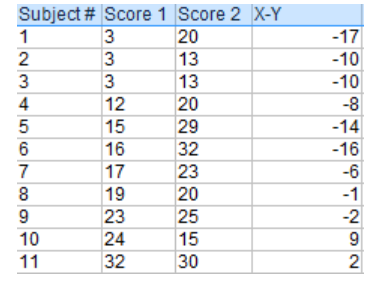 Subject # Score 1 Score 2 X-Y
1 3 20 -17
2 3 13 -10
3 3 13 -10
4 12 20 -8
5 15 29 -14
6 16 32 -16
7 17 23 -6
8 19 20 -1
9 23 25 -2
10 24 15 9
11 32 30 2